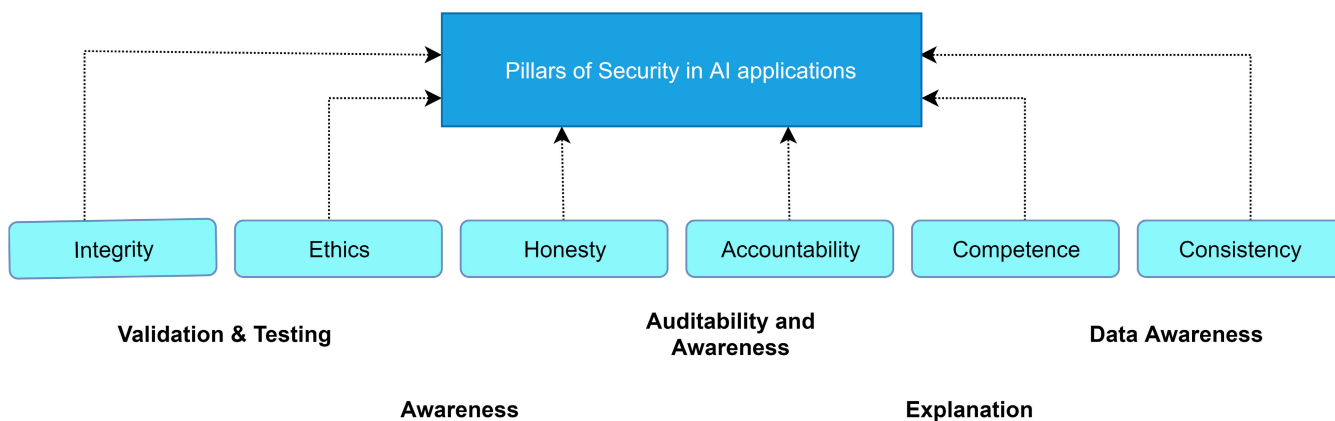 Pillars of Security in AI applications
Integrity
Ethics
Honesty
Accountability
Competence
Consistency
Validation & Testing
Auditability and
Awareness
Data Awareness
Awareness
Explanation